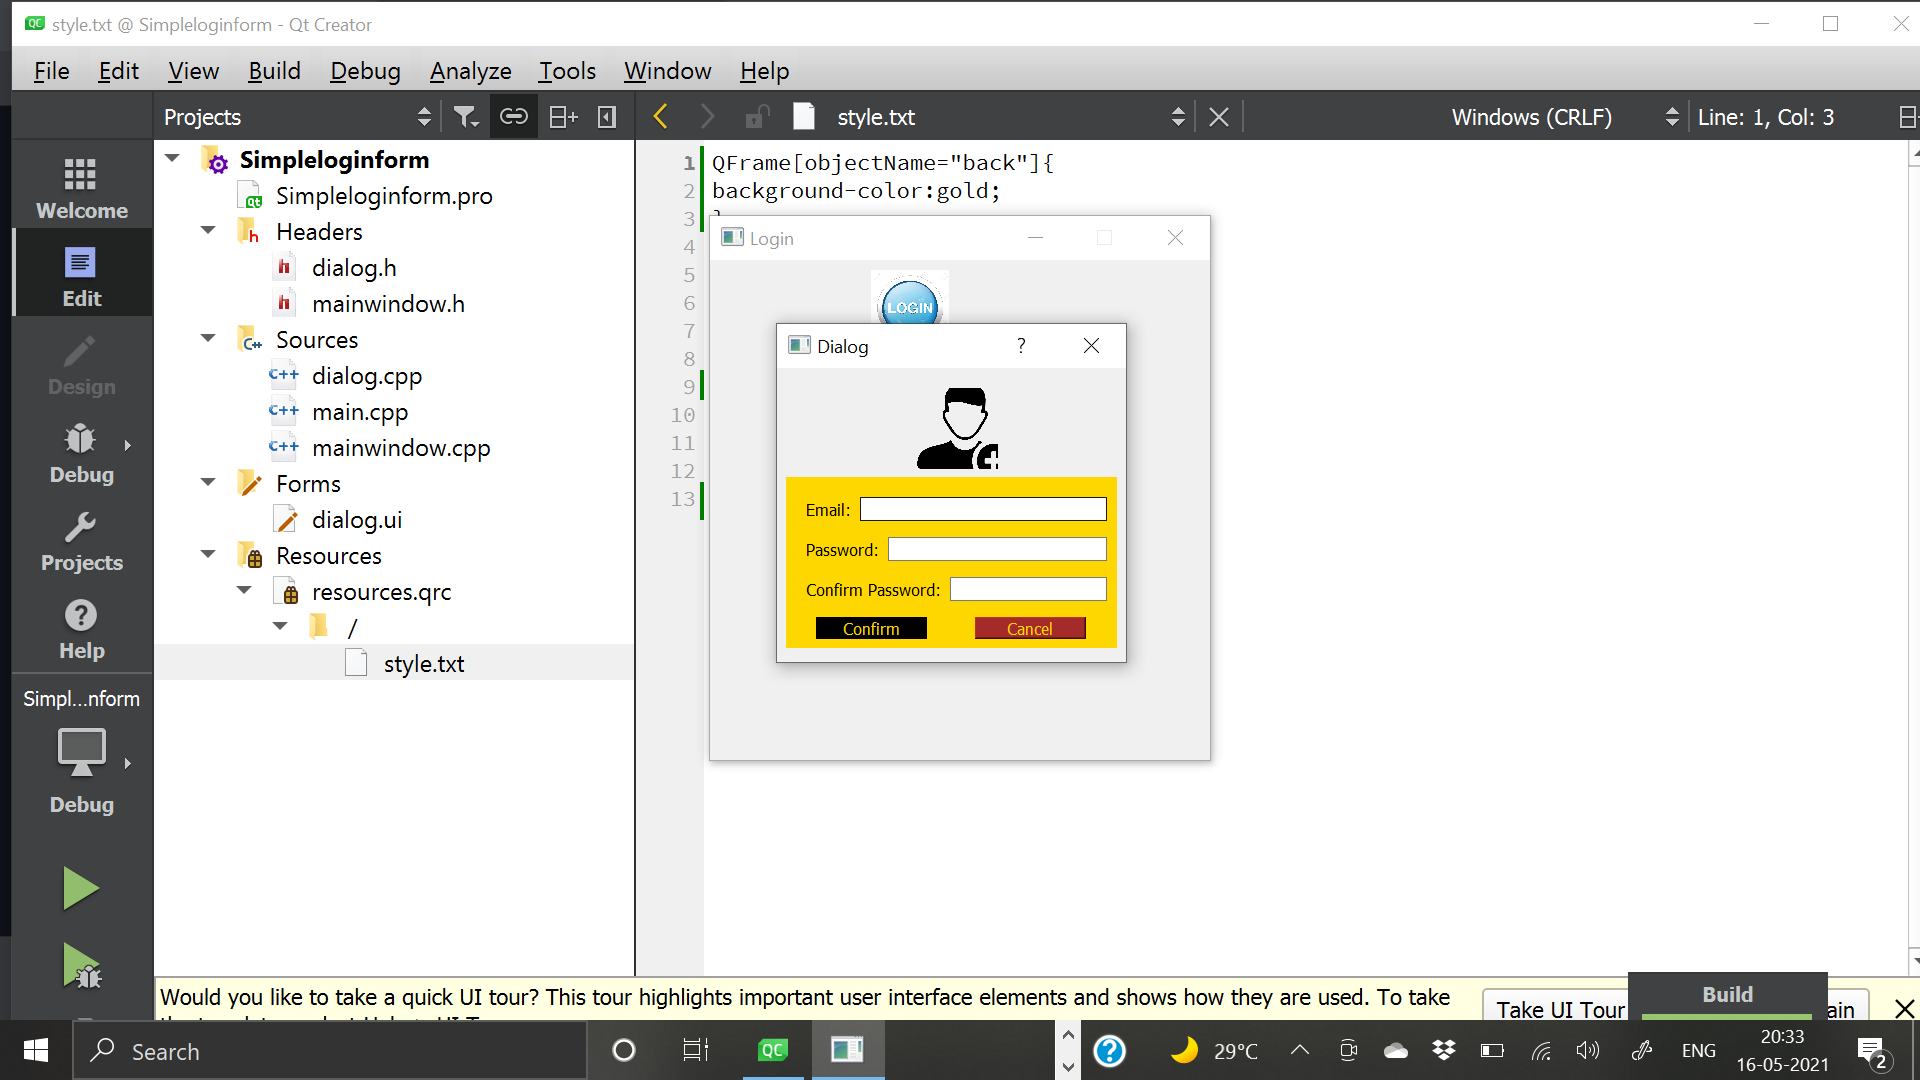 QC style.txt @ Simpleloginform - Qt Creator
File Edit View Build Debug Analyze Tools Window Help
Projects
style.txt
Windows (CRLF)
Line: 1, Col: 3
Welcome
Edit
Design
Debug
Projects
Help
Simpl...nform
Debug
Simpleloginform
Simpleloginform.pro
Headers
dialog.h
mainwindow.h
Sources
dialog.cpp
main.cpp
mainwindow.cpp
Forms
dialog.ui
Resources
resources.qrc
/
style.txt
1 QFrame[objectName="back"]{
2 background-color:gold;
3
4
5
6
7
8
9
10
11
12
13
Login
LOGIN
Dialog
?
Email:
Password:
Confirm Password:
Confirm Cancel
Would you like to take a quick UI tour? This tour highlights important user interface elements and shows how they are used. To take
Take UI Tour
Build
ain
Search
QC
29°C
ENG
20:33
16-05-2021
2